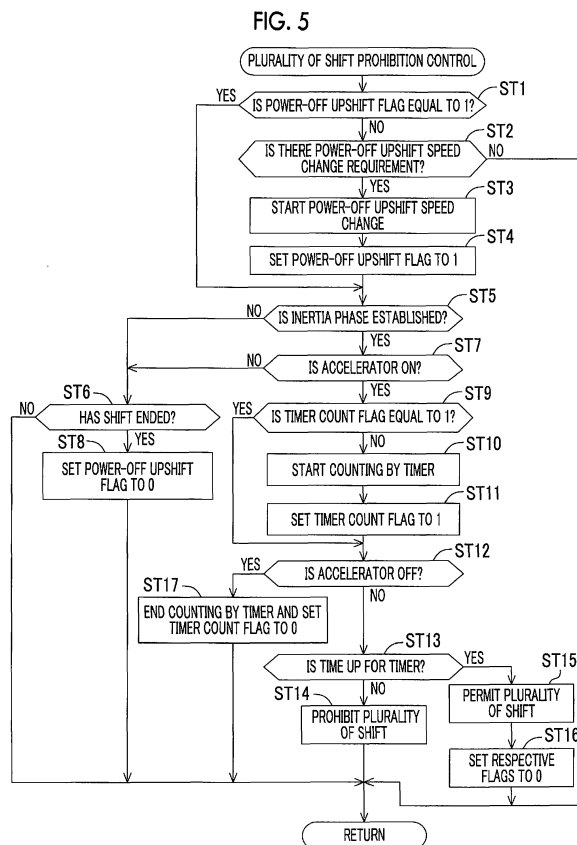 FIG. 5
PLURALITY OF SHIFT PROHIBITION CONTROL
ST1
YES
IS POWER-OFF UPSHIFT FLAG EQUAL TO 1?
NO
ST2
IS THERE POWER-OFF UPSHIFT SPEED
CHANGE REQUIREMENT?
NO
YES
ST3
START POWER-OFF UPSHIFT SPEED
CHANGE
ST4
SET POWER-OFF UPSHIFT FLAG TO 1
ST5
NO
IS INERTIA PHASE ESTABLISHED?
YES
ST7
NO
IS ACCELERATOR ON?
ST6
YES
ST9
NO
HAS SHIFT ENDED?
YES
IS TIMER COUNT FLAG EQUAL TO 1?
ST8
YES
NO
ST10
SET POWER-OFF UPSHIFT
FLAG TO 0
START COUNTING BY TIMER
ST11
SET TIMER COUNT FLAG TO 1
ST12
YES
IS ACCELERATOR OFF?
ST17
NO
END COUNTING BY TIMER AND SET
TIMER COUNT FLAG TO 0
ST13
IS TIME UP FOR TIMER?
YES
ST15
ST14
NO
PERMIT PLURALITY
OF SHIFT
PROHIBIT PLURALITY
OF SHIFT
ST16
SET RESPECTIVE
FLAGS TO 0
RETURN